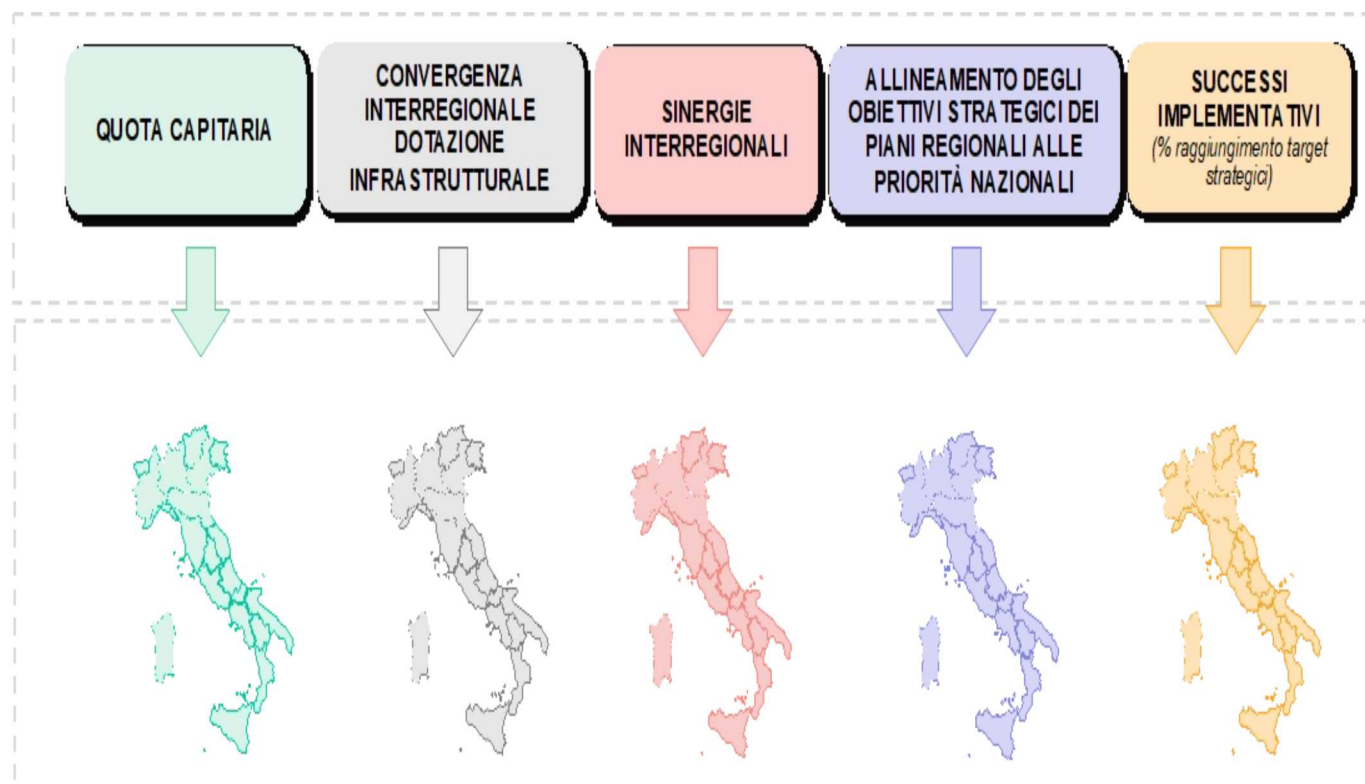 QUOTA CAPITARIA
CONVERGENZA
INTERREGIONALE
DOTAZIONE
INFRASTRUTTURALE
SINERGIE
INTERREGIONALI
ALLINEAMENTO DEGLI
OBIETTIVI STRATEGICI DEI
PIANI REGIONALI ALLE
PRIORITÀ NAZIONALI
SUCCESSI
IMPLEMENTATIVI
(% raggiungimento target
strategici)